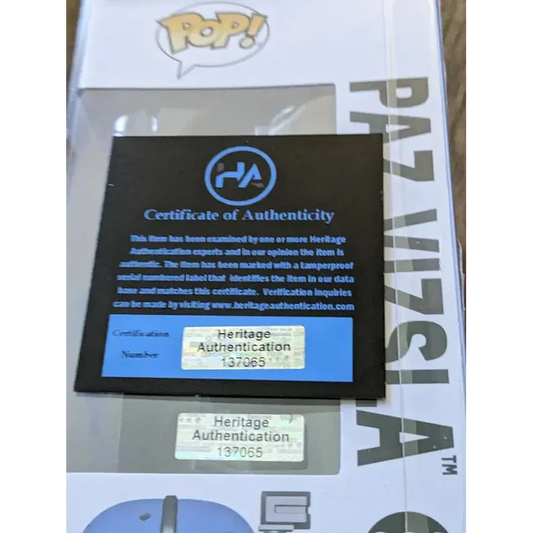 POP!
PAZ VIZSLA™
HA
Certificate of Authenticity
This item has been examined by one or more Heritage
Authentication experts and in our opinion the item is
authentic. The item has been marked with a tamperproof
serial numbered label that identifies the item in our data
base and matches this certificate. Verification inquiries
can be made by visiting www.heritageauthentication.com
Certification
Number
Heritage
Authentication
137065
Heritage
Authentication
137065